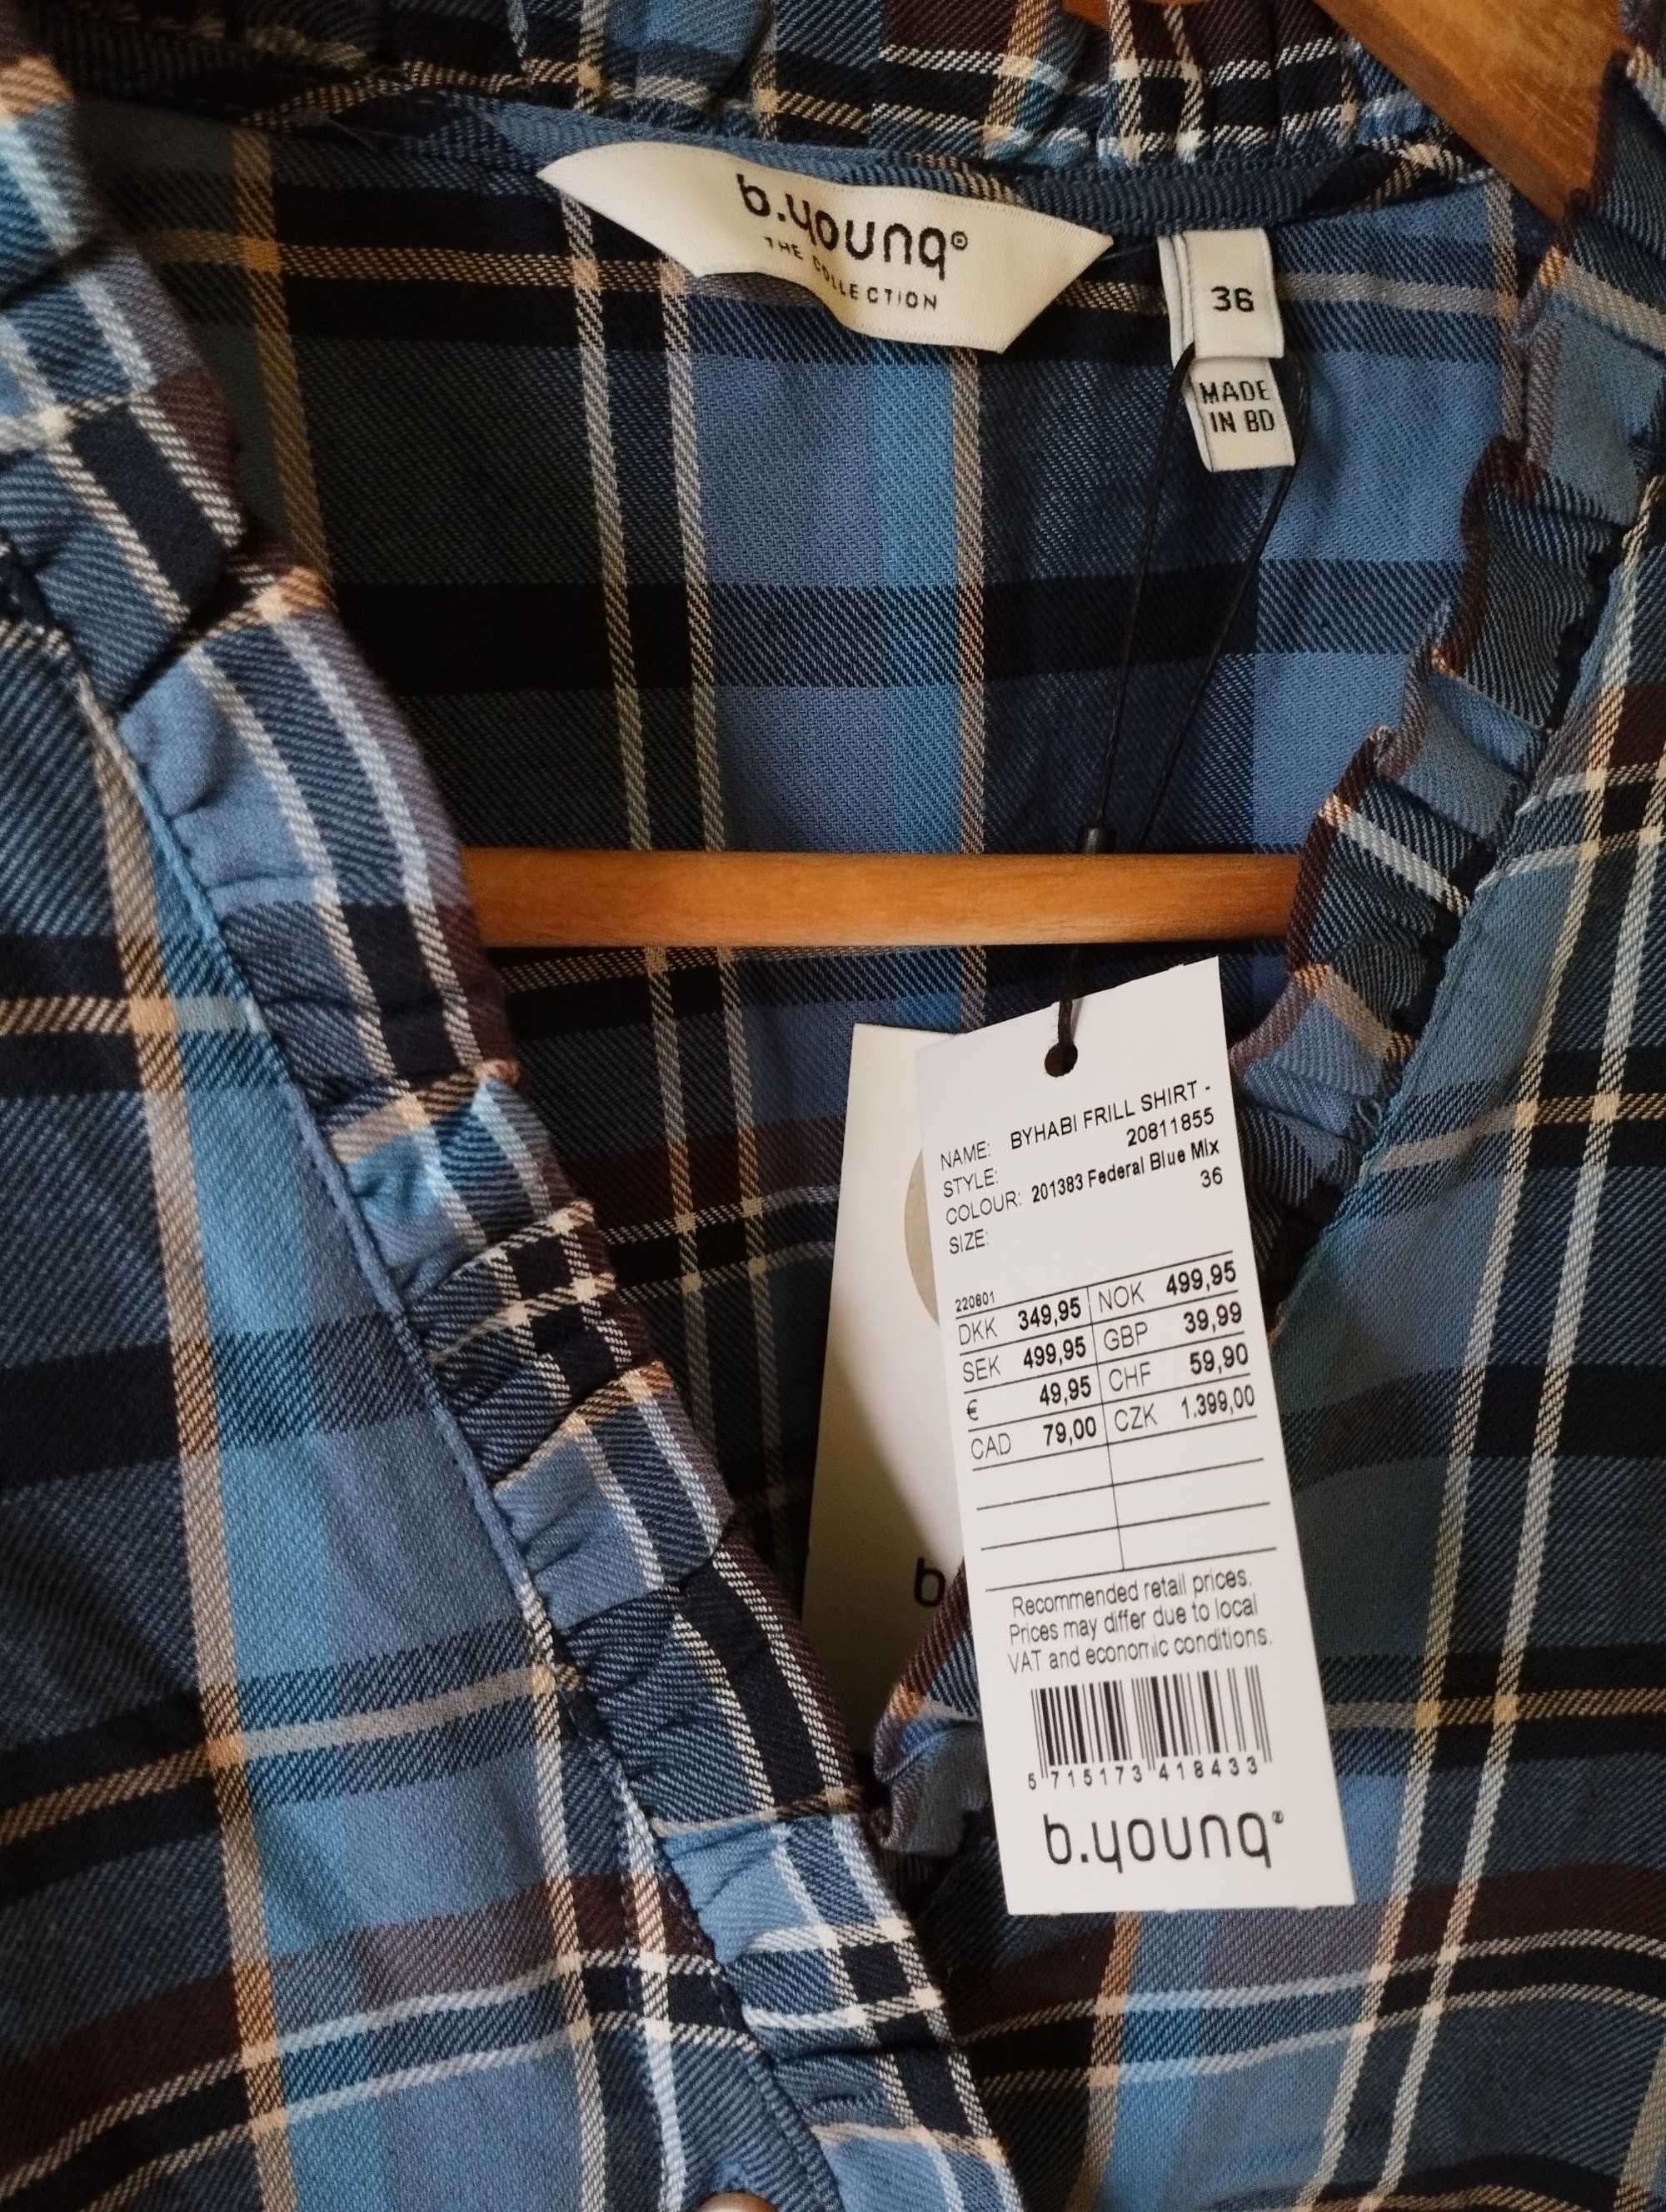 b.young®
THE COLLECTION
36
MADE
IN BD
NAME: BYHABI FRILL SHIRT -
STYLE: 20811855
COLOUR: 201383 Federal Blue Mix
SIZE: 36
220801
DKK 349,95 NOK 499,95
SEK 499,95 GBP 39,99
€ 49,95 CHF 59,90
CAD 79,00 CZK 1.399,00
Recommended retail prices.
Prices may differ due to local
VAT and economic conditions.
5 715173 418433
b.young®
b.